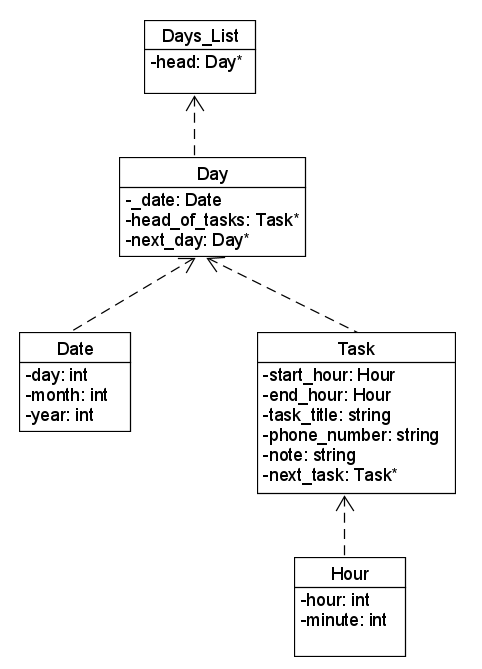 Days_List
-head: Day*
Day
-_date: Date
-head_of_tasks: Task*
-next_day: Day*
Date
-day: int
-month: int
-year: int
Task
-start_hour: Hour
-end_hour: Hour
-task_title: string
-phone_number: string
-note: string
-next_task: Task*
Hour
-hour: int
-minute: int